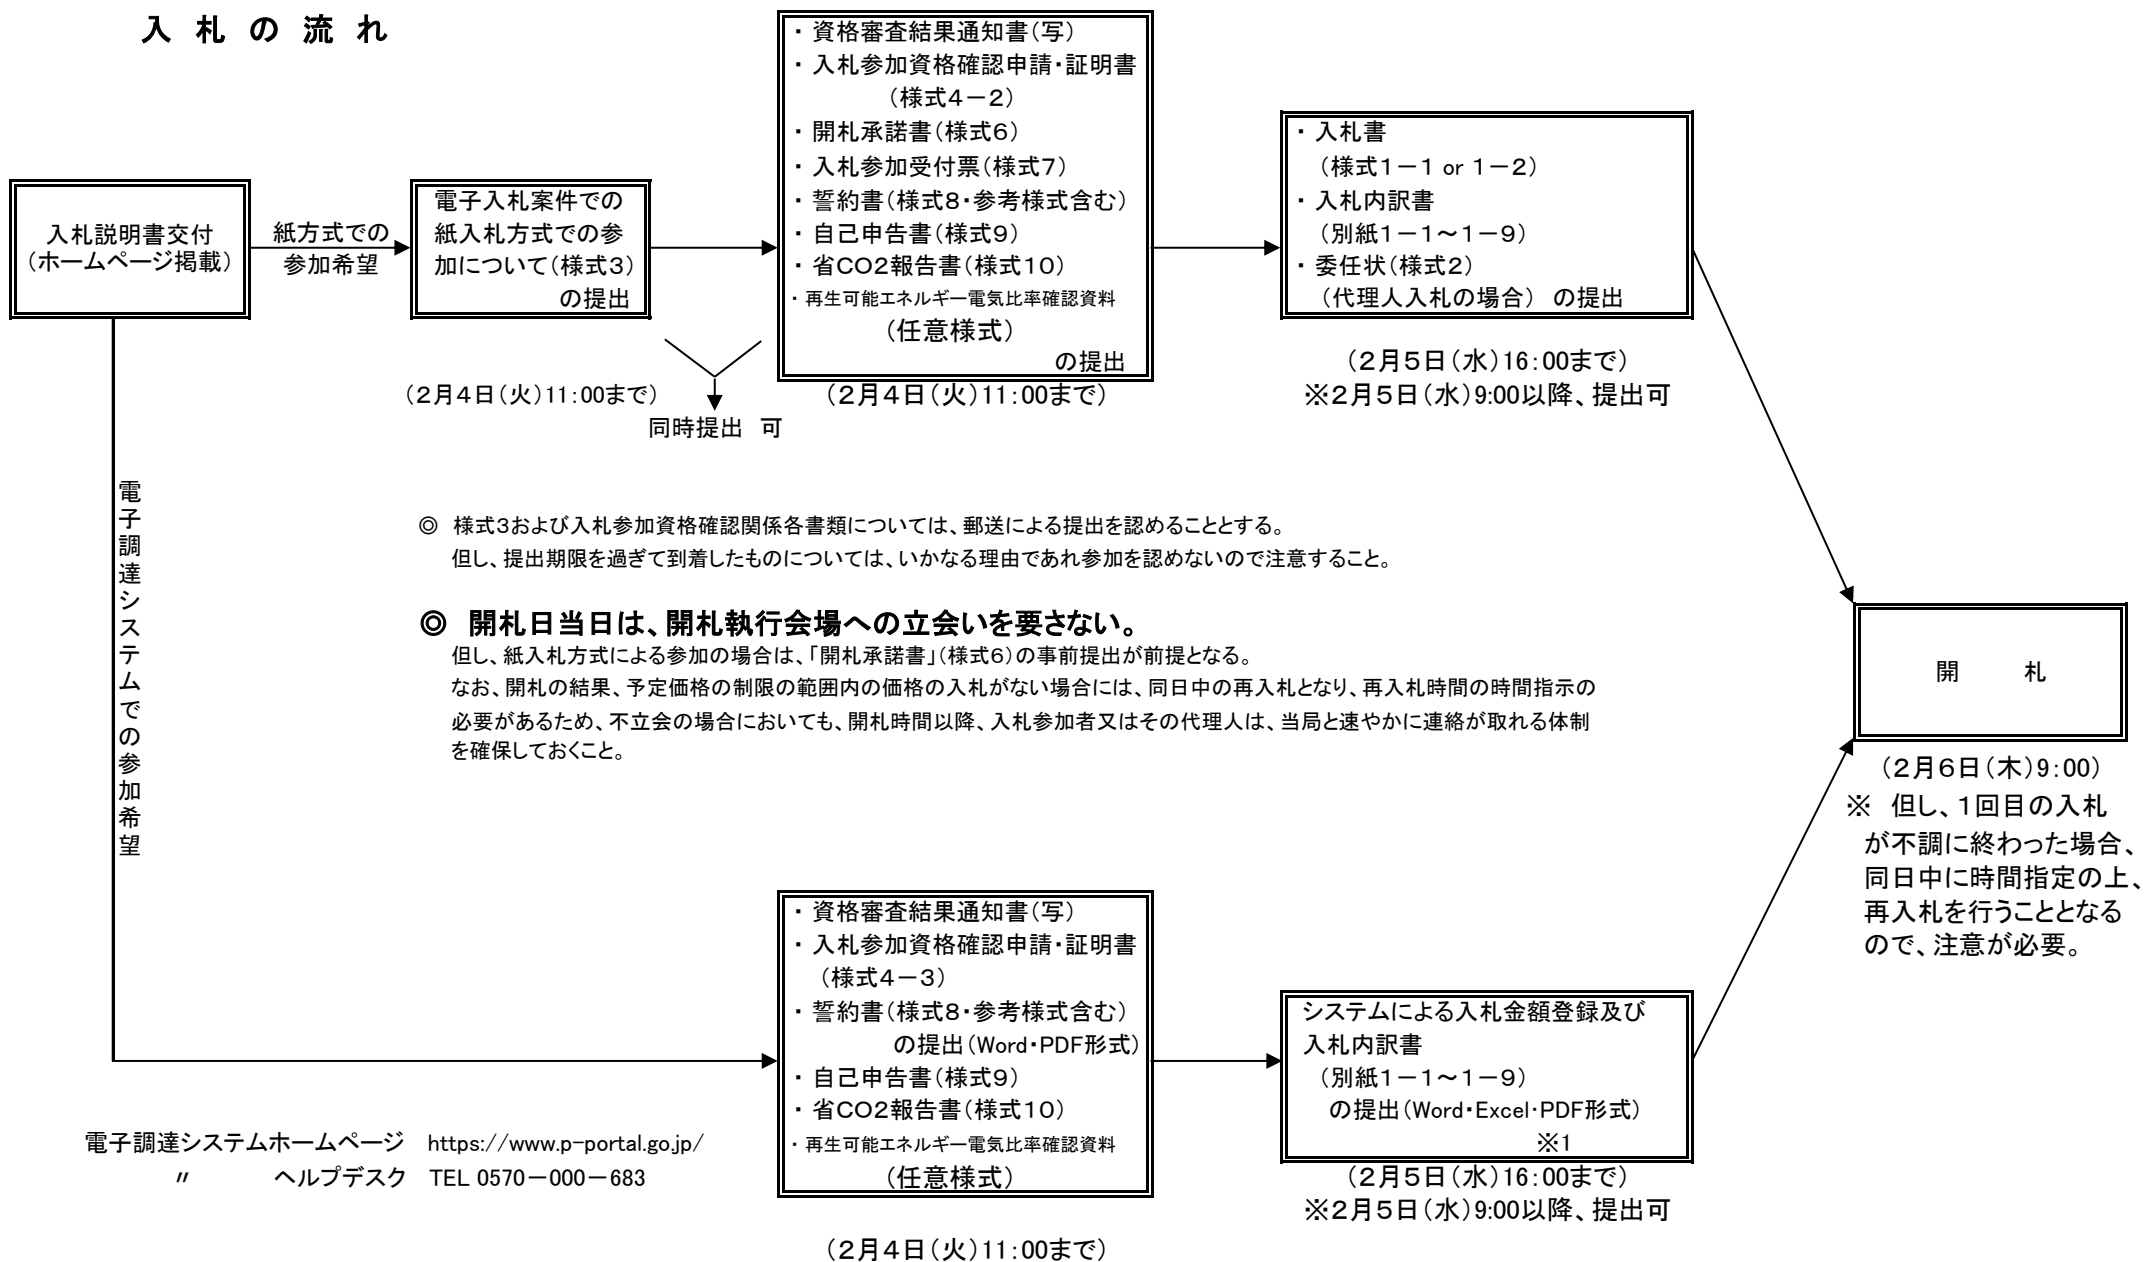 入 札 の 流 れ
入札説明書交付
（ホームページ掲載）
紙方式での
参加希望
電子入札案件での
紙入札方式での参
加について（様式３）
の提出
（２月４日（火）11：00まで）
同時提出　可
・ 資格審査結果通知書（写）
・ 入札参加資格確認申請・証明書
（様式４－２）
・ 開札承諾書（様式６）
・ 入札参加受付票（様式７）
・ 誓約書（様式８・参考様式含む）
・ 自己申告書（様式９）
・ 省ＣＯ２報告書（様式１０）
・ 再生可能エネルギー電気比率確認資料
（任意様式）
の提出
（２月４日（火）11：00まで）
・ 入札書
（様式１－１ or １－２）
・ 入札内訳書
（別紙１－１～１－９）
・ 委任状（様式２）
（代理人入札の場合）　の提出
（２月５日（水）16：00まで）
※２月５日（水）9:00以降、提出可
電子調達システムでの参加希望
◎　様式３および入札参加資格確認関係各書類については、郵送による提出を認めることとする。
但し、提出期限を過ぎて到着したものについては、いかなる理由であれ参加を認めないので注意すること。
◎　開札日当日は、開札執行会場への立会いを要さない。
但し、紙入札方式による参加の場合は、「開札承諾書」（様式６）の事前提出が前提となる。
なお、開札の結果、予定価格の制限の範囲内の価格の入札がない場合には、同日中の再入札となり、再入札時間の時間指示の
必要があるため、不立会の場合においても、開札時間以降、入札参加者又はその代理人は、当局と速やかに連絡が取れる体制
を確保しておくこと。
開　　札
（２月６日（木）9：00）
※　但し、１回目の入札
が不調に終わった場合、
同日中に時間指定の上、
再入札を行うこととなる
ので、注意が必要。
・ 資格審査結果通知書（写）
・ 入札参加資格確認申請・証明書
（様式４－３）
・ 誓約書（様式８・参考様式含む）
の提出（Word・PDF形式）
・ 自己申告書（様式９）
・ 省ＣＯ２報告書（様式１０）
・ 再生可能エネルギー電気比率確認資料
（任意様式）
（２月４日（火）11：00まで）
システムによる入札金額登録及び
入札内訳書
（別紙１－１～１－９）
の提出（Word・Excel・PDF形式）
※1
（２月５日（水）16：00まで）
※２月５日（水）9:00以降、提出可
電子調達システムホームページ　https://www.p-portal.go.jp/
〃　　　ヘルプデスク　TEL 0570－000－683